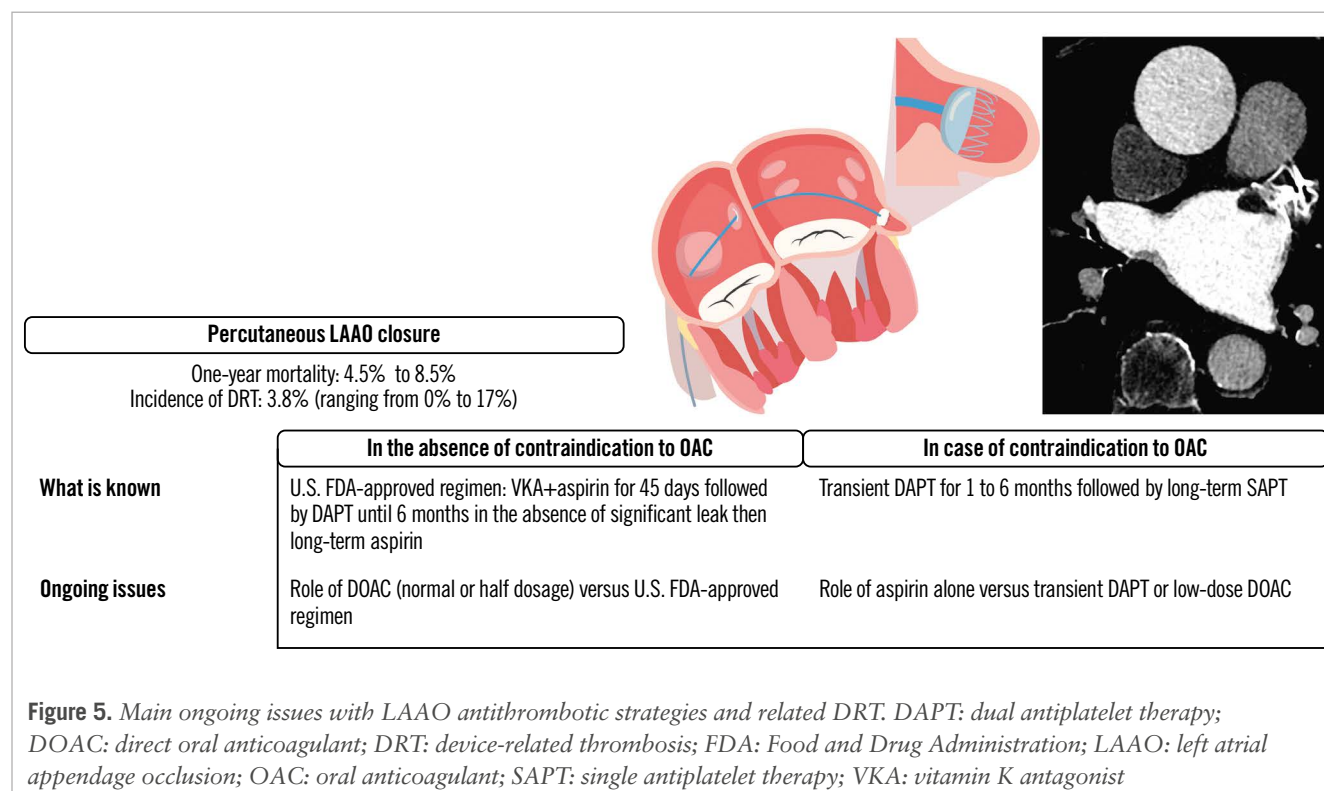 Percutaneous LAAO closure
One-year mortality: 4.5% to 8.5%
Incidence of DRT: 3.8% (ranging from 0% to 17%)
In the absence of contraindication to OAC
In case of contraindication to OAC
What is known
U.S. FDA-approved regimen: VKA+aspirin for 45 days followed
by DAPT until 6 months in the absence of significant leak then
long-term aspirin
Transient DAPT for 1 to 6 months followed by long-term SAPT
Ongoing issues
Role of DOAC (normal or half dosage) versus U.S. FDA-approved
regimen
Role of aspirin alone versus transient DAPT or low-dose DOAC
Figure 5. Main ongoing issues with LAAO antithrombotic strategies and related DRT. DAPT: dual antiplatelet therapy;
DOAC: direct oral anticoagulant; DRT: device-related thrombosis; FDA: Food and Drug Administration; LAAO: left atrial
appendage occlusion; OAC: oral anticoagulant; SAPT: single antiplatelet therapy; VKA: vitamin K antagonist